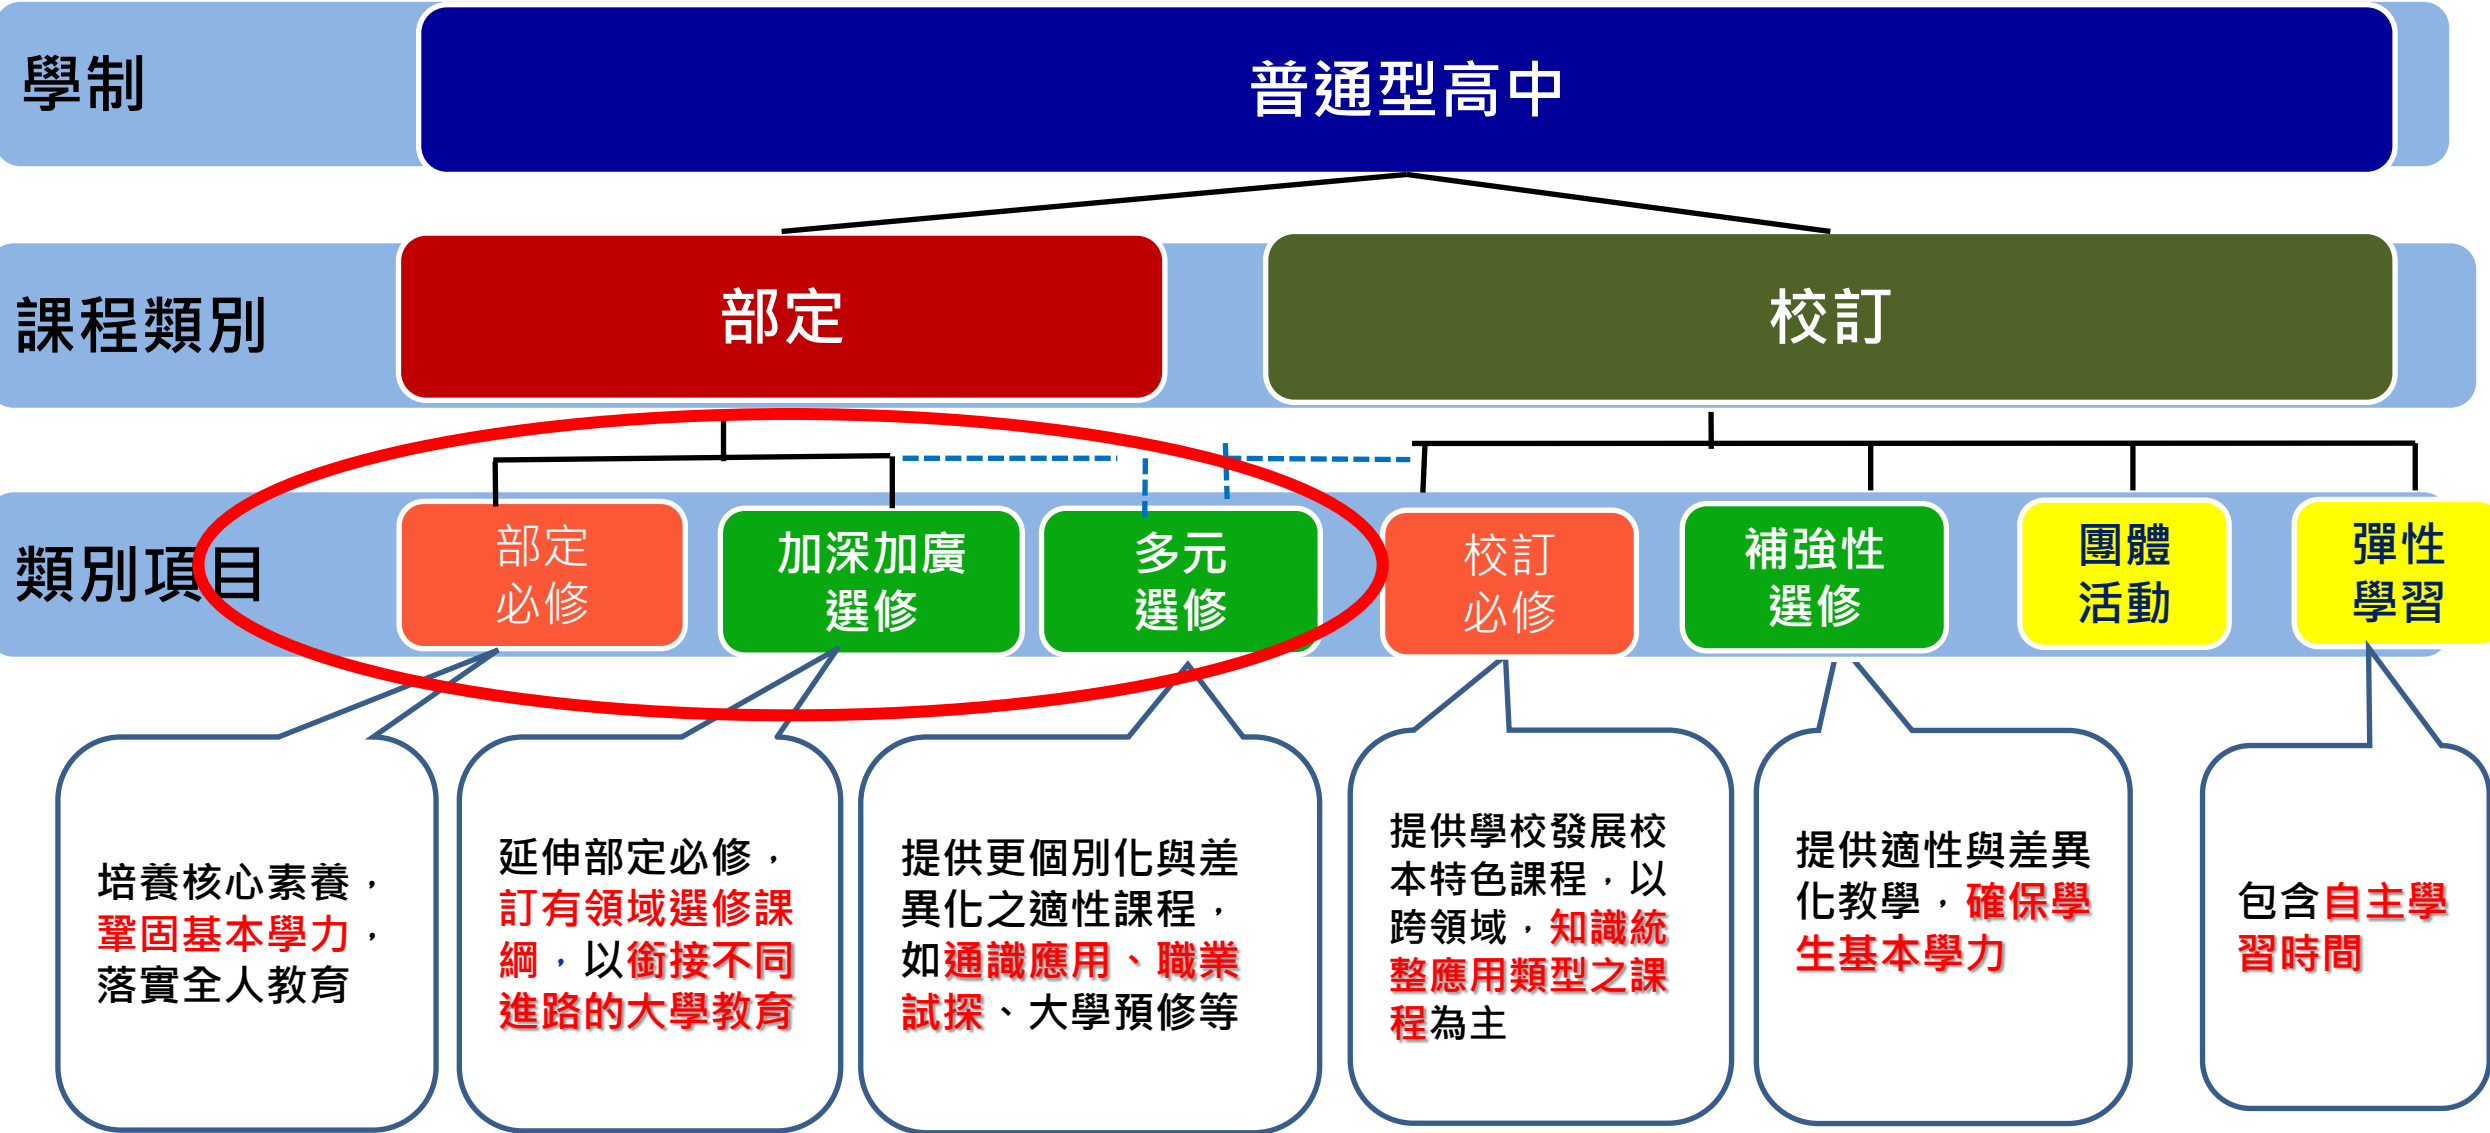 學制
普通型高中
課程類別
部定
校訂
類別項目
部定
必修
加深加廣
選修
多元
選修
校訂
必修
補強性
選修
團體
活動
彈性
學習
培養核心素養，
鞏固基本學力，
落實全人教育
延伸部定必修，
訂有領域選修課
綱，以銜接不同
進路的大學教育
提供更個別化與差
異化之適性課程，
如通識應用、職業
試探、大學預修等
提供學校發展校
本特色課程，以
跨領域，知識統
整應用類型之課
程為主
提供適性與差異
化教學，確保學
生基本學力
包含自主學
習時間